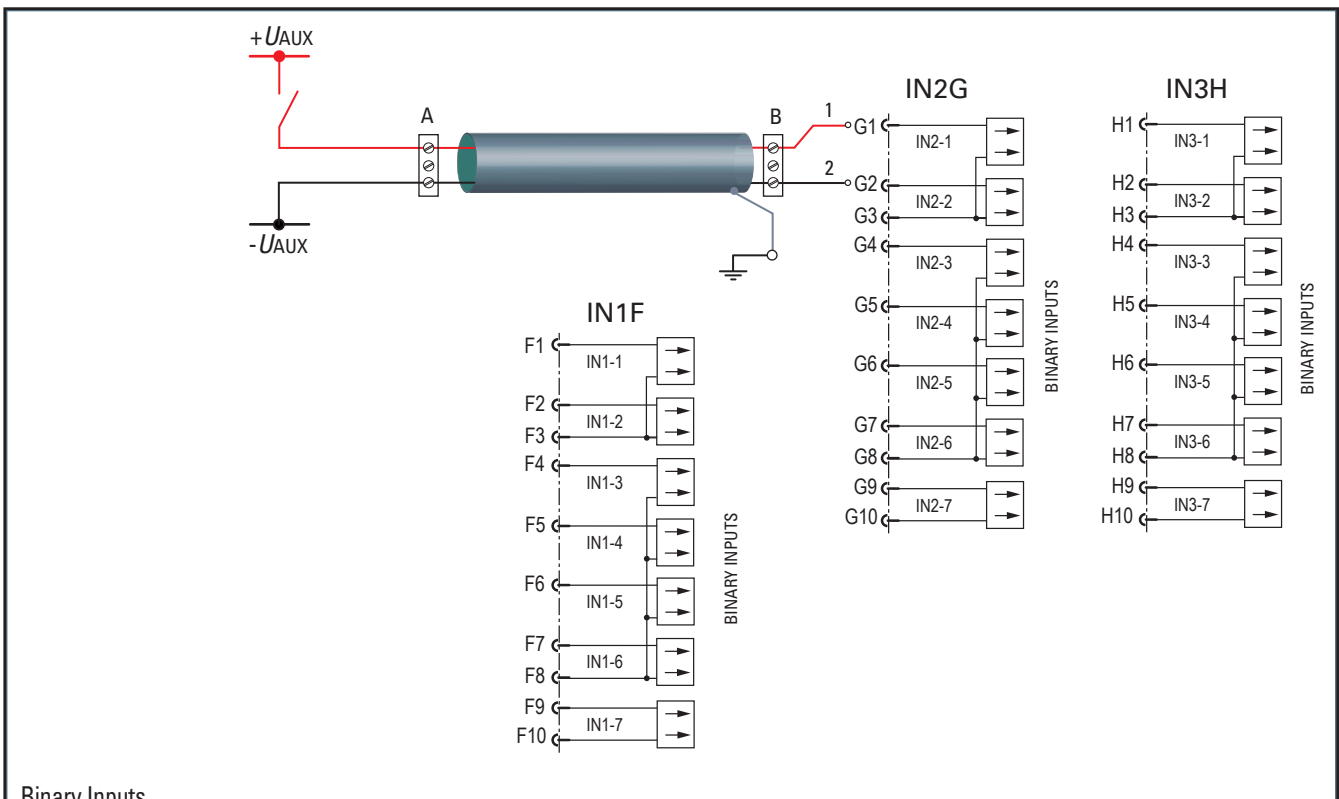 +UAUX
A
B
1
2
-UAUX
IN2G
G1
IN2-1
G2
IN2-2
G3
G4
IN2-3
G5
IN2-4
G6
IN2-5
G7
IN2-6
G8
G9
IN2-7
G10
BINARY INPUTS
IN3H
H1
IN3-1
H2
IN3-2
H3
H4
IN3-3
H5
IN3-4
H6
IN3-5
H7
IN3-6
H8
H9
IN3-7
H10
BINARY INPUTS
IN1F
F1
IN1-1
F2
IN1-2
F3
F4
IN1-3
F5
IN1-4
F6
IN1-5
F7
IN1-6
F8
F9
IN1-7
F10
BINARY INPUTS
Binary Inputs